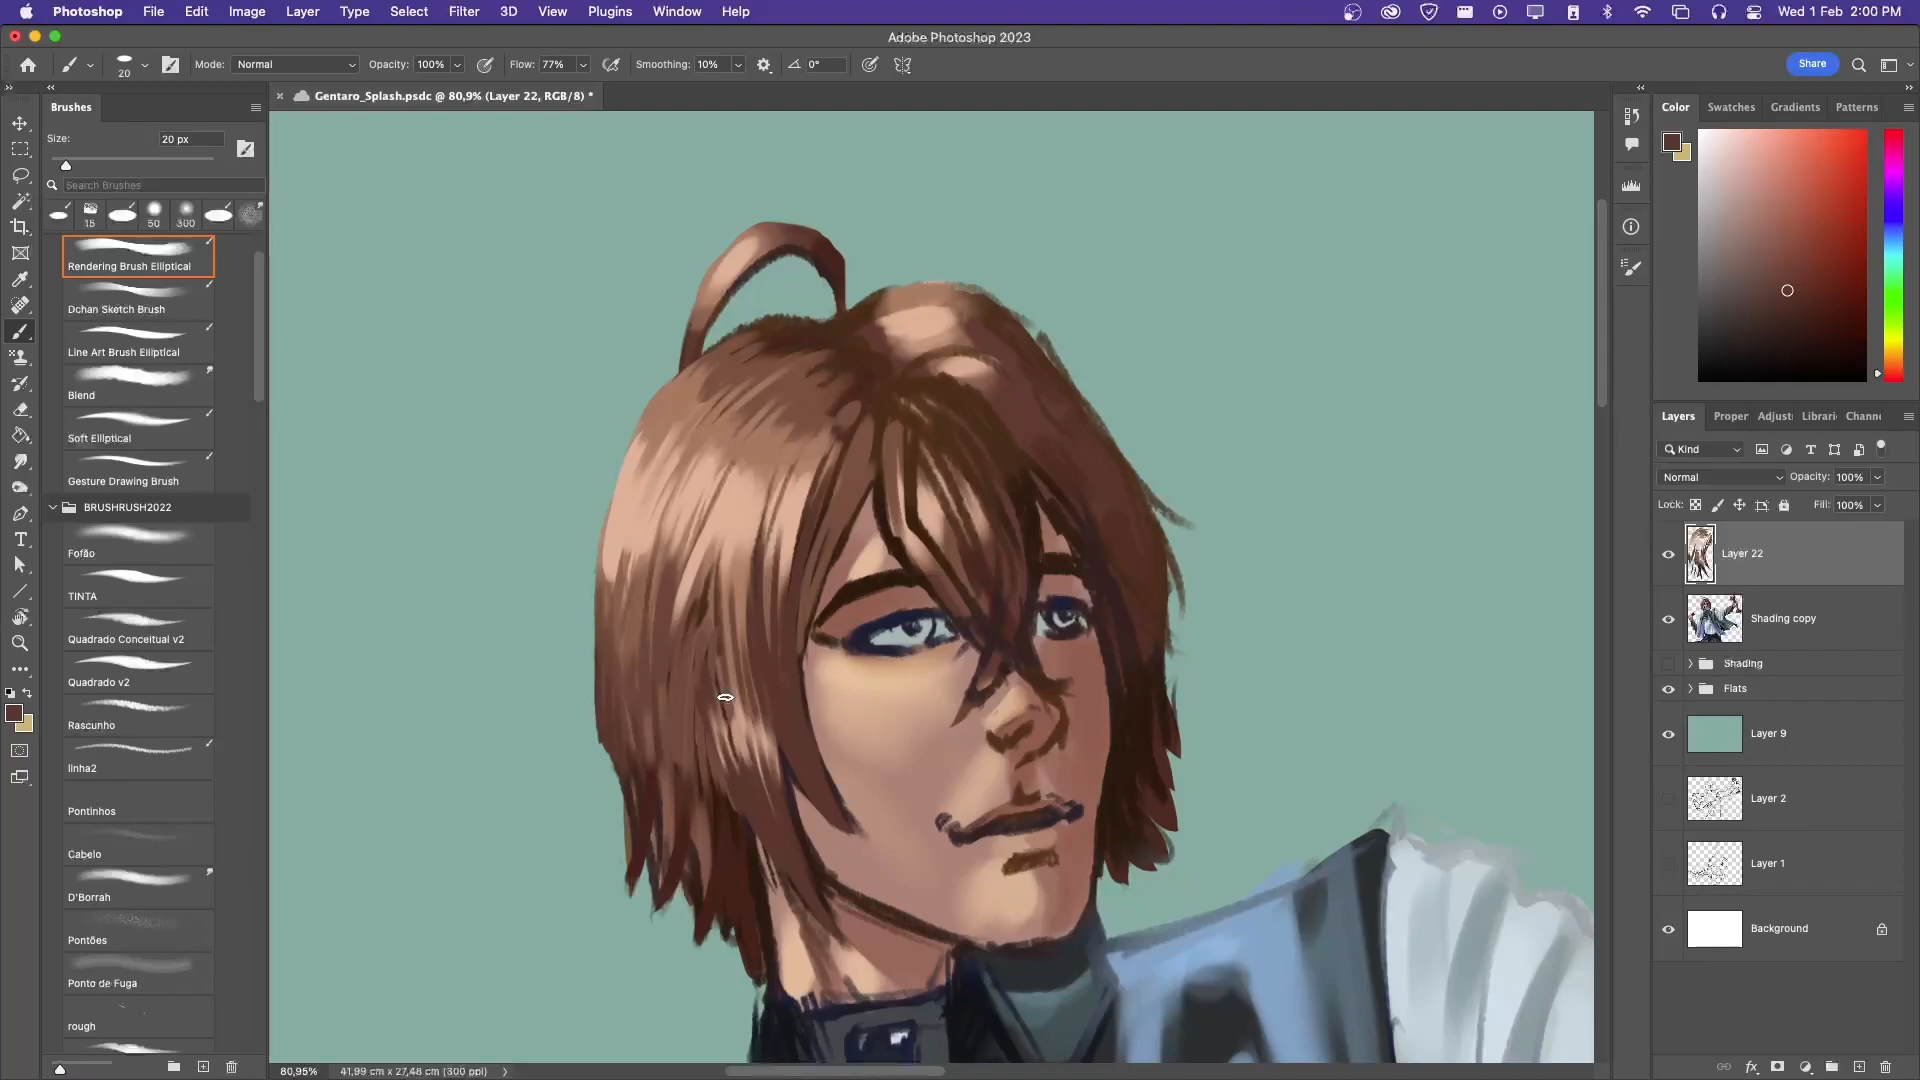 Photoshop File Edit Image Layer Type Select Filter 3D View Plugins Window Help
Wed 1 Feb 2:00 PM
Adobe Photoshop 2023
20
Mode: Normal Opacity: 100% Flow: 77% Smoothing: 10% 0°
Share
Brushes
Gentaro_Splash.psdc @ 80,9% (Layer 22, RGB/8) *
Color Swatches Gradients Patterns
Size: 20 px
Search Brushes
15 50 300
Rendering Brush Elliptical
Dchan Sketch Brush
Line Art Brush Elliptical
Blend
Soft Elliptical
Gesture Drawing Brush
BRUSHRUSH2022
Fofão
TINTA
Quadrado Conceitual v2
Quadrado v2
Rascunho
linha2
Pontinhos
Cabelo
D'Borrah
Pontões
Ponto de Fuga
rough
Layers Proper Adjust Librari Chann
Kind
Normal Opacity: 100%
Lock: Fill: 100%
Layer 22
Shading copy
Shading
Flats
Layer 9
Layer 2
Layer 1
Background
80,95% 41,99 cm x 27,48 cm (300 ppi)